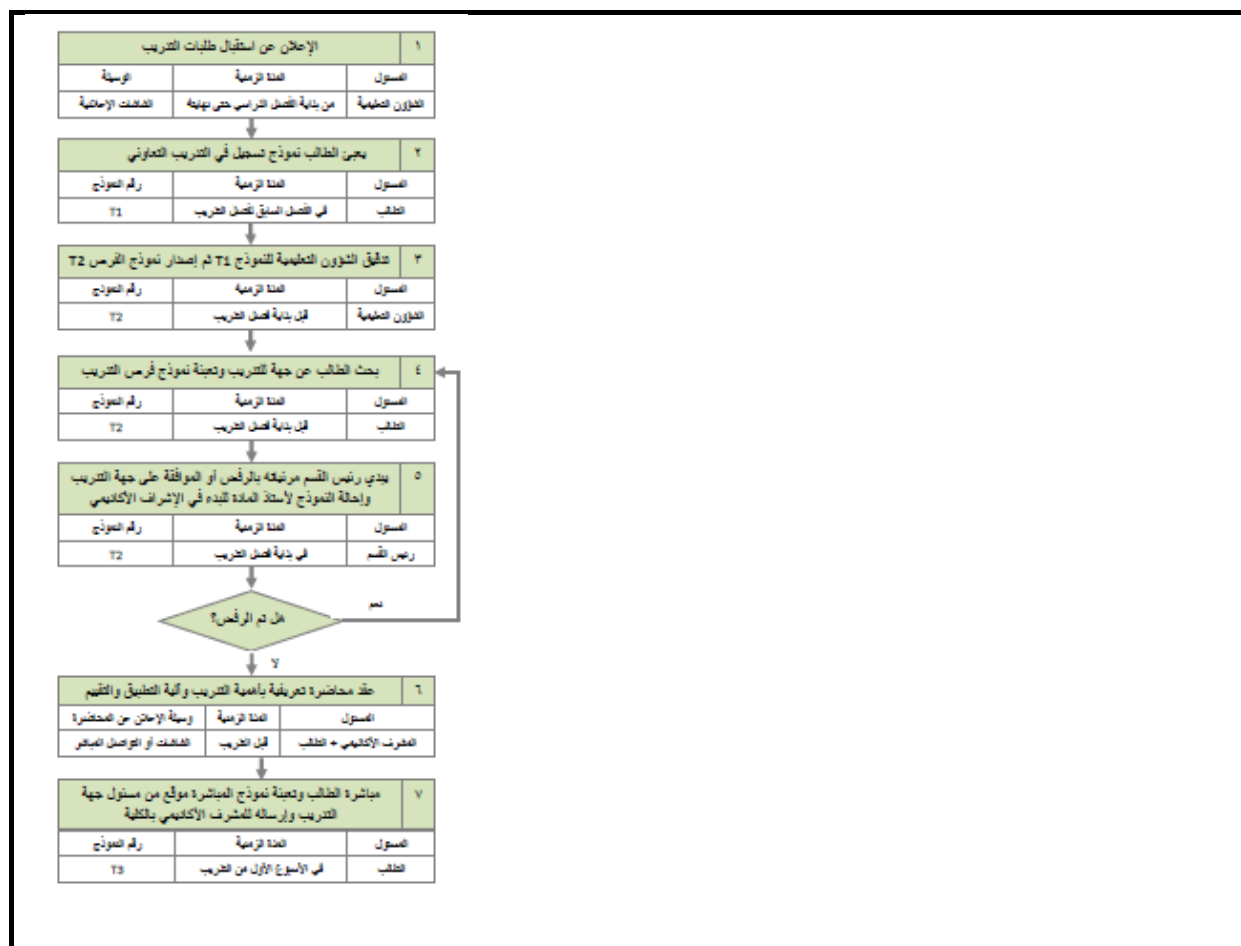 ١ الإعلان عن استقبال طلبات التدريب
المسئول المدة الزمنية الوسيلة
الشؤون التعليمية من بداية الفصل الدراسي حتى نهايته الشاشات الإعلانية
٢ يعبئ الطالب نموذج تسجيل في التدريب التعاوني
المسئول المدة الزمنية رقم النموذج
الطالب في الفصل السابق لفصل التدريب T1
٣ تدقيق الشؤون التعليمية للنموذج T1 ثم إصدار نموذج الفرص T2
المسئول المدة الزمنية رقم النموذج
الشؤون التعليمية قبل بداية فصل التدريب T2
٤ بحث الطالب عن جهة للتدريب وتعبئة نموذج فرص التدريب
المسئول المدة الزمنية رقم النموذج
الطالب قبل بداية فصل التدريب T2
٥ يبدي رئيس القسم مرئياته بالرفض أو الموافقة على جهة التدريب
وإحالة النموذج لأستاذ المادة للبدء في الإشراف الأكاديمي
المسئول المدة الزمنية رقم النموذج
رئيس القسم في بداية فصل التدريب T2
نعم
هل تم الرفض؟
لا
٦ عقد محاضرة تعريفية بأهمية التدريب وآلية التطبيق والتقييم
المسئول المدة الزمنية وسيلة الإعلان عن المحاضرة
المشرف الأكاديمي + الطالب قبل التدريب الشاشات أو التواصل المباشر
٧ مباشرة الطالب وتعبئة نموذج المباشرة موقع من مسئول جهة
التدريب وإرساله للمشرف الأكاديمي بالكلية
المسئول المدة الزمنية رقم النموذج
الطالب في الأسبوع الأول من التدريب T3